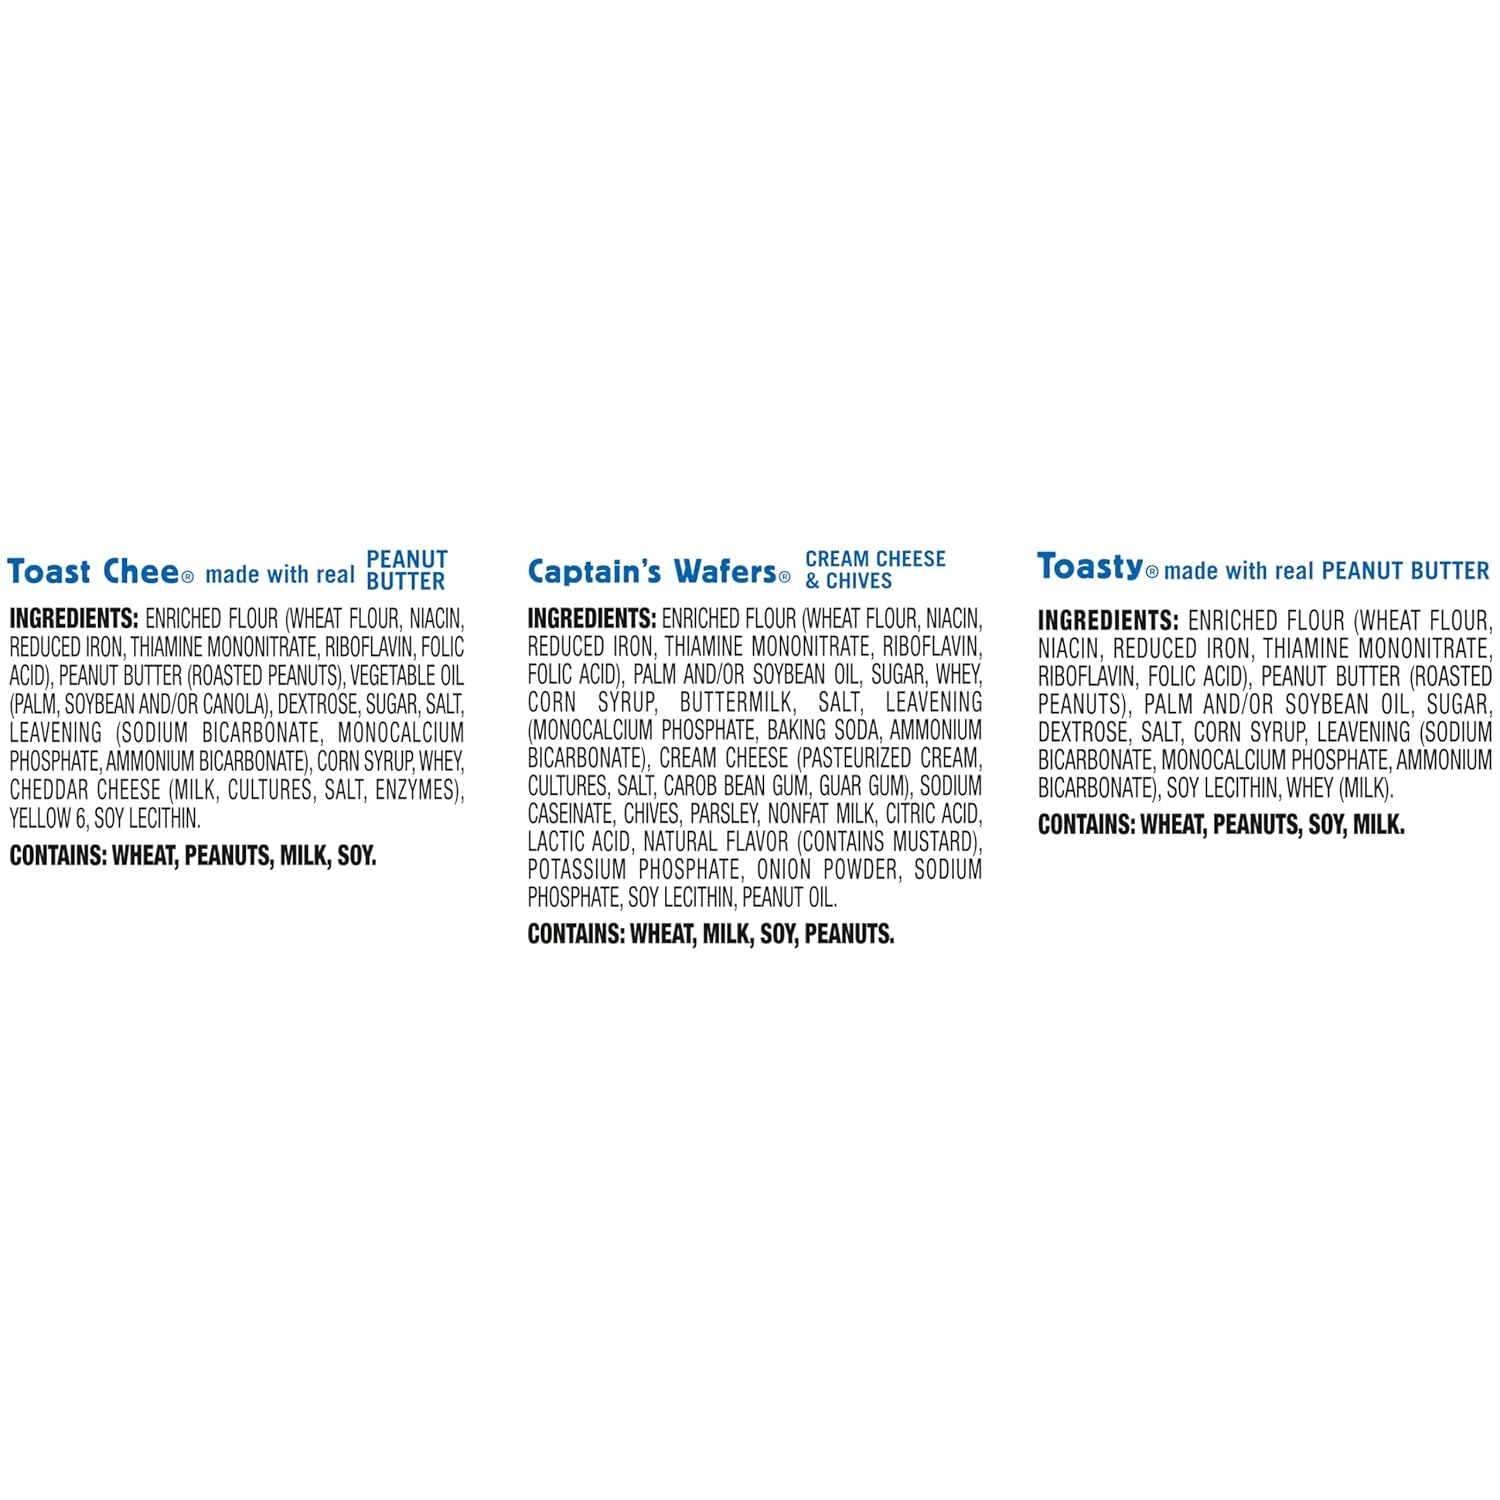 Toast Chee® made with real PEANUT
BUTTER
INGREDIENTS: ENRICHED FLOUR (WHEAT FLOUR, NIACIN,
REDUCED IRON, THIAMINE MONONITRATE, RIBOFLAVIN, FOLIC
ACID), PEANUT BUTTER (ROASTED PEANUTS), VEGETABLE OIL
(PALM, SOYBEAN AND/OR CANOLA), DEXTROSE, SUGAR, SALT,
LEAVENING (SODIUM BICARBONATE, MONOCALCIUM
PHOSPHATE, AMMONIUM BICARBONATE), CORN SYRUP, WHEY,
CHEDDAR CHEESE (MILK, CULTURES, SALT, ENZYMES),
YELLOW 6, SOY LECITHIN.
CONTAINS: WHEAT, PEANUTS, MILK, SOY.
Captain's Wafers® CREAM CHEESE
& CHIVES
INGREDIENTS: ENRICHED FLOUR (WHEAT FLOUR, NIACIN,
REDUCED IRON, THIAMINE MONONITRATE, RIBOFLAVIN,
FOLIC ACID), PALM AND/OR SOYBEAN OIL, SUGAR, WHEY,
CORN SYRUP, BUTTERMILK, SALT, LEAVENING
(MONOCALCIUM PHOSPHATE, BAKING SODA, AMMONIUM
BICARBONATE), CREAM CHEESE (PASTEURIZED CREAM,
CULTURES, SALT, CAROB BEAN GUM, GUAR GUM), SODIUM
CASEINATE, CHIVES, PARSLEY, NONFAT MILK, CITRIC ACID,
LACTIC ACID, NATURAL FLAVOR (CONTAINS MUSTARD),
POTASSIUM PHOSPHATE, ONION POWDER, SODIUM
PHOSPHATE, SOY LECITHIN, PEANUT OIL.
CONTAINS: WHEAT, MILK, SOY, PEANUTS.
Toasty® made with real PEANUT BUTTER
INGREDIENTS: ENRICHED FLOUR (WHEAT FLOUR,
NIACIN, REDUCED IRON, THIAMINE MONONITRATE,
RIBOFLAVIN, FOLIC ACID), PEANUT BUTTER (ROASTED
PEANUTS), PALM AND/OR SOYBEAN OIL, SUGAR,
DEXTROSE, SALT, CORN SYRUP, LEAVENING (SODIUM
BICARBONATE, MONOCALCIUM PHOSPHATE, AMMONIUM
BICARBONATE), SOY LECITHIN, WHEY (MILK).
CONTAINS: WHEAT, PEANUTS, SOY, MILK.